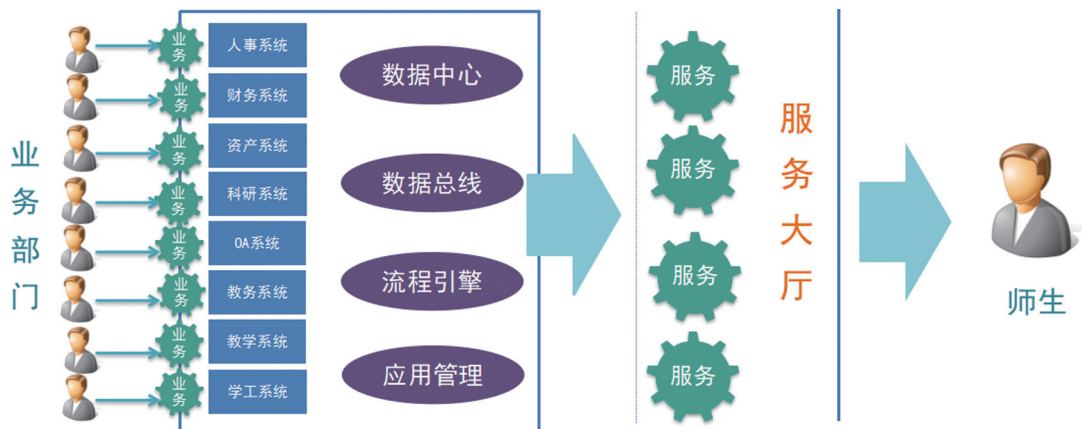 业务部门
业务
人事系统
业务
财务系统
业务
资产系统
业务
科研系统
业务
OA系统
业务
教务系统
业务
教学系统
业务
学工系统
数据中心
数据总线
流程引擎
应用管理
服务
服务
服务
服务
服务大厅
师生